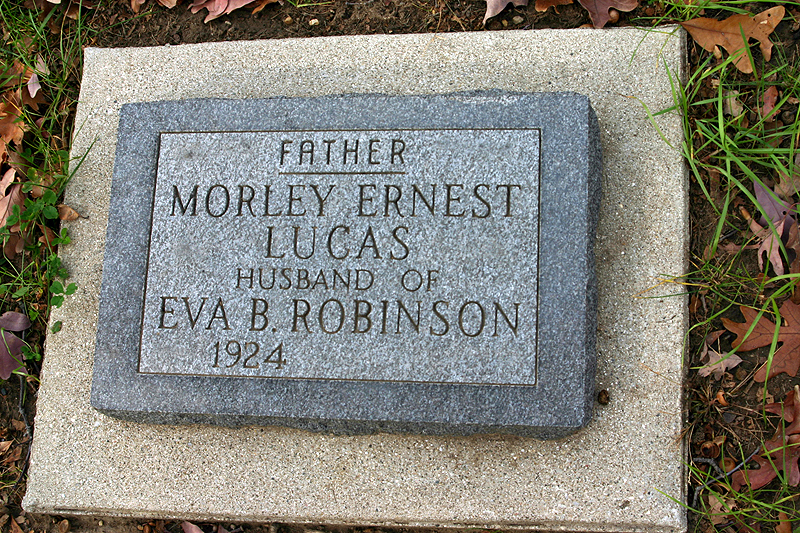 FATHER
MORLEY ERNEST
LUCAS
HUSBAND OF
EVA B. ROBINSON
1924